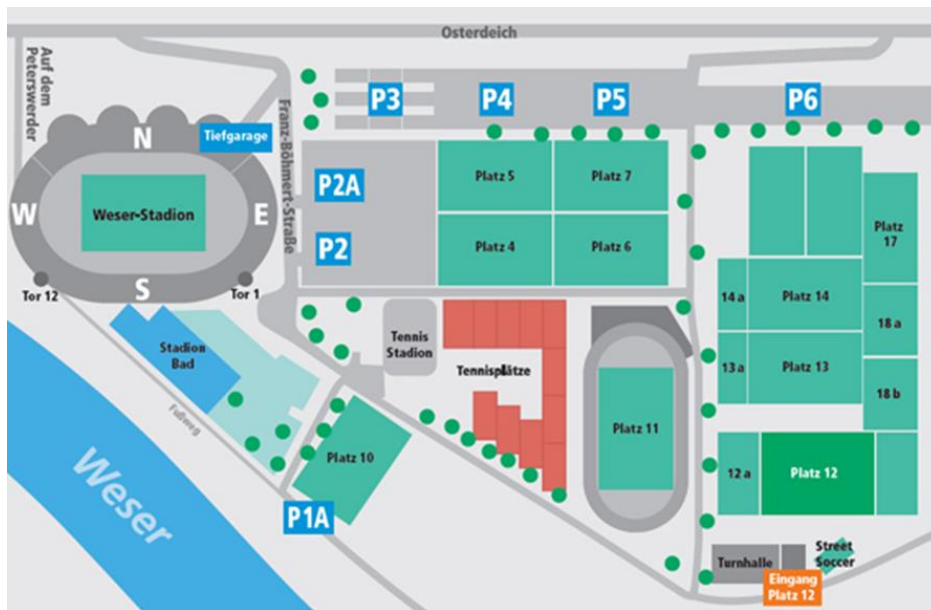 Osterdeich
Auf dem
Peterswerder
P3
P4
P5
P6
N
Tiefgarage
Franz-Böhmert-Straße
P2A
Platz 5
Platz 7
Platz
17
W
Weser-Stadion
E
P2
Platz 4
Platz 6
S
Tor 12
Tor 1
14 a
Platz 14
18 a
Stadion
Bad
Tennis
Stadion
Tennisplätze
13 a
Platz 13
18 b
Fußweg
Platz 10
Platz 11
12 a
Platz 12
Weser
P1A
Turnhalle
Street
Soccer
Eingang
Platz 12